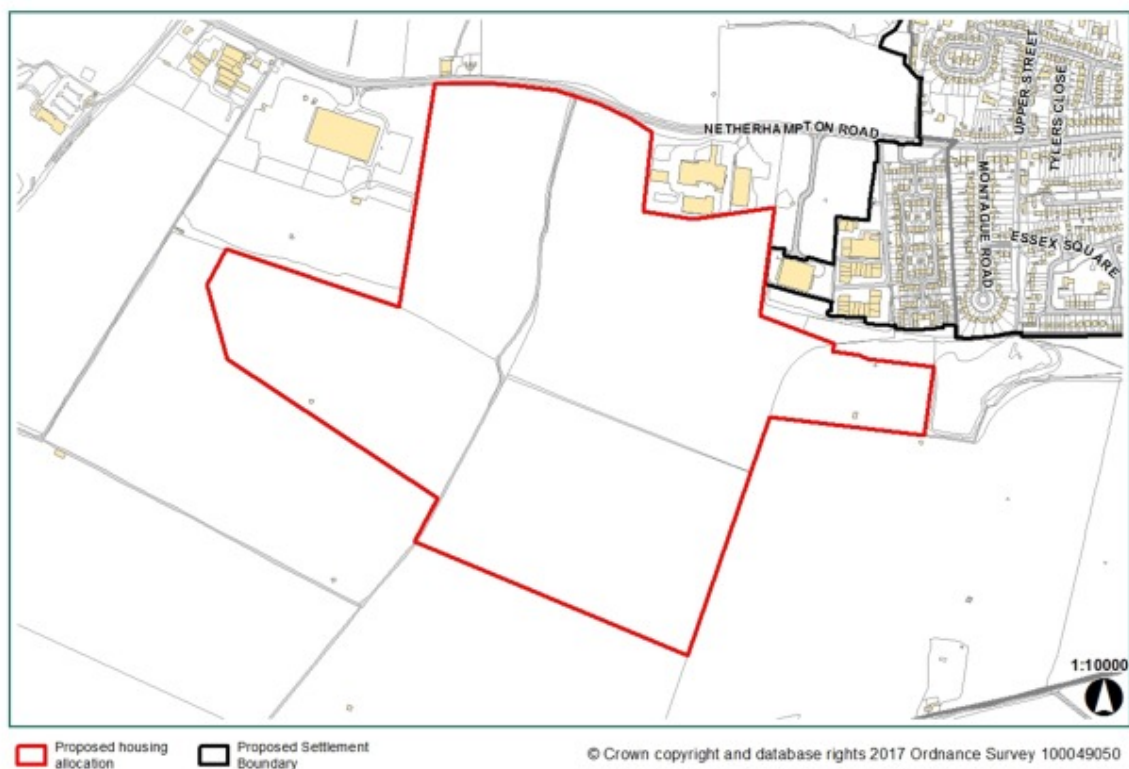 NETHERHAMPTON ROAD
UPPER STREET
TYLERS CLOSE
MONTAGUE ROAD
ESSEX SQUARE
1:10000
Proposed housing
allocation
Proposed Settlement
Boundary
© Crown copyright and database rights 2017 Ordnance Survey 100049050